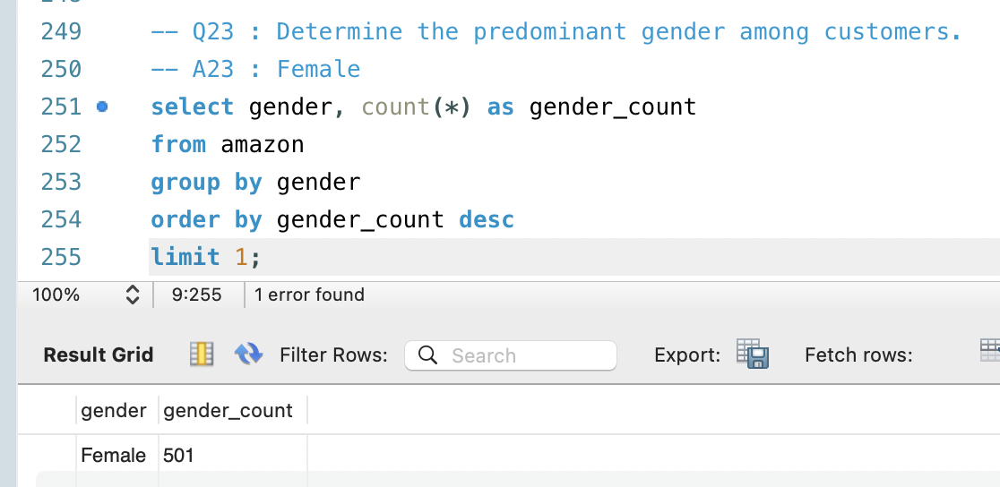 249 -- Q23 : Determine the predominant gender among customers.
250 -- A23 : Female
251 select gender, count(*) as gender_count
252 from amazon
253 group by gender
254 order by gender_count desc
255 limit 1;
100% 9:255 1 error found
Result Grid Filter Rows: Search Export: Fetch rows:
gender gender_count
Female 501